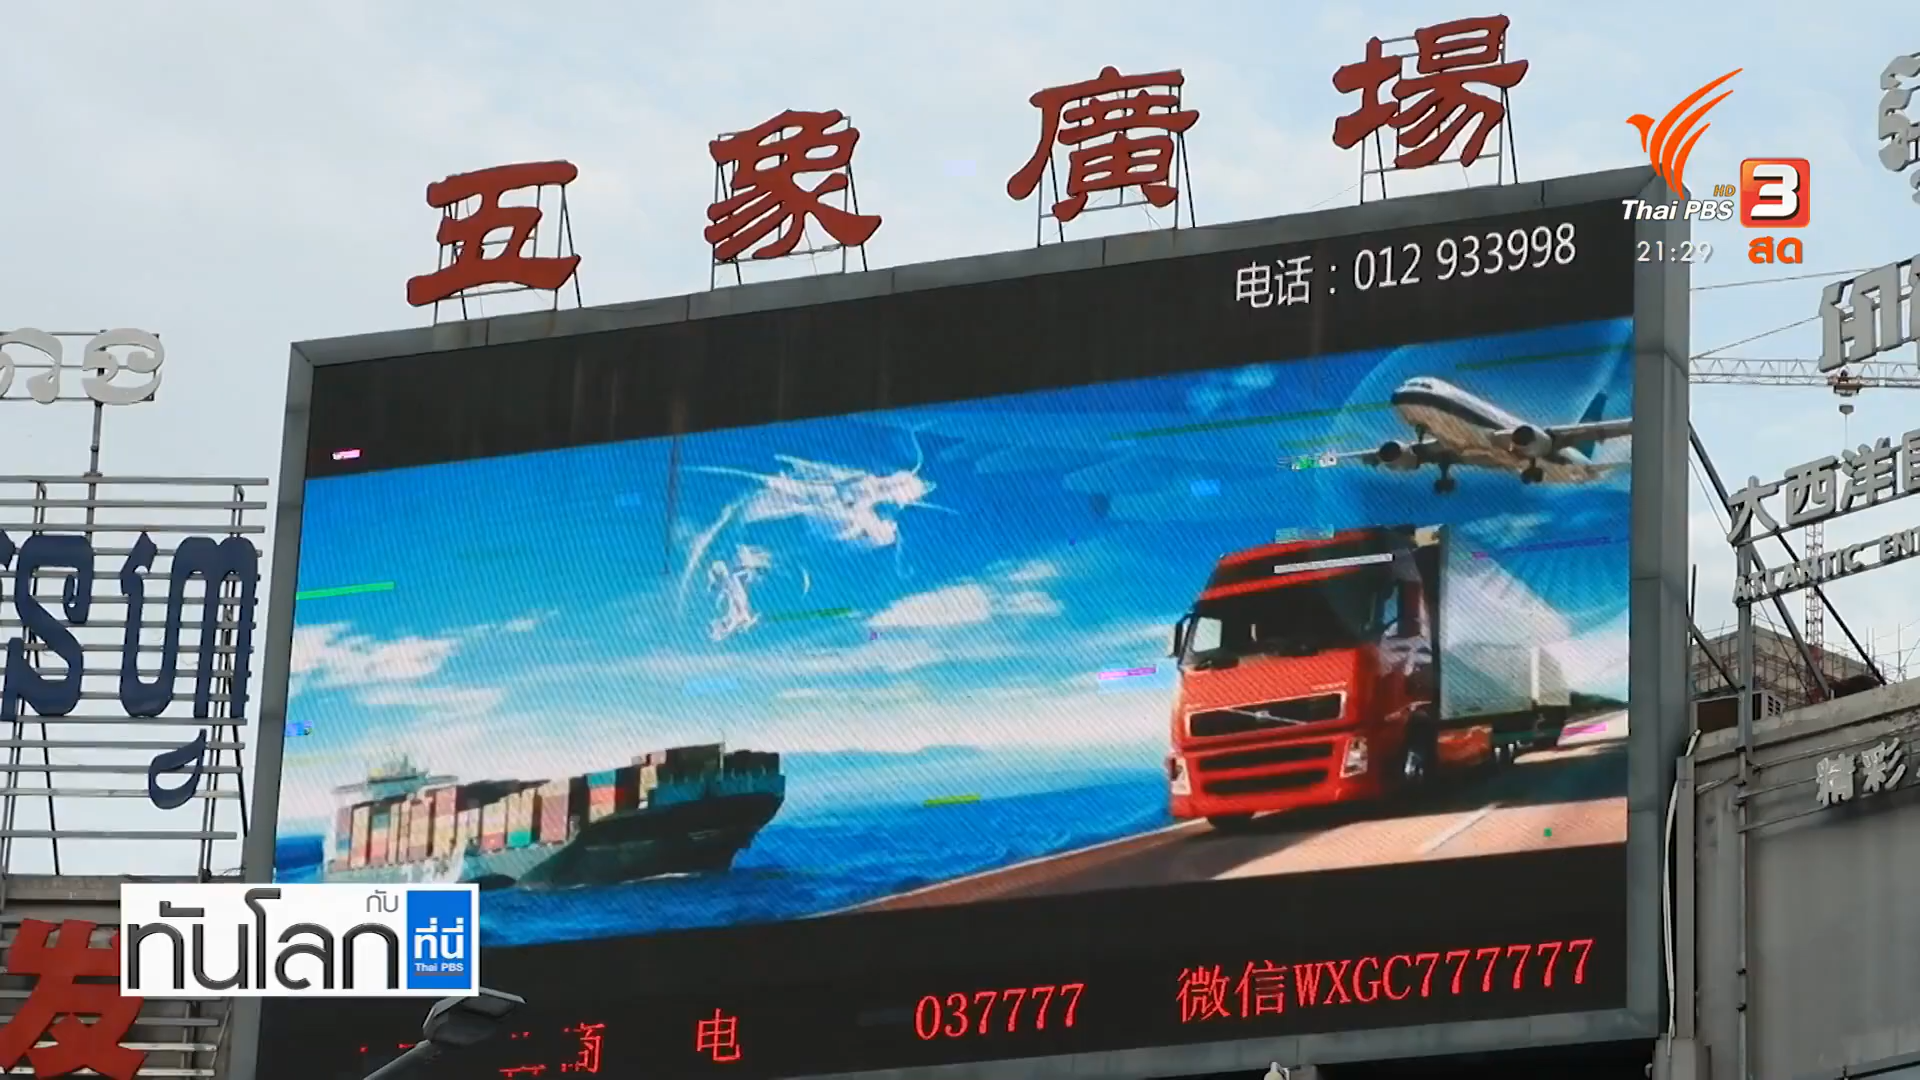 五象廣場
Thai PBS
HD
3
21:29
สด
电话：012 933998
大西洋
ATLANTIC ENT
精彩
发
ทันโลก
กับ
ที่นี่
Thai PBS
电
037777
微信WXGC777777